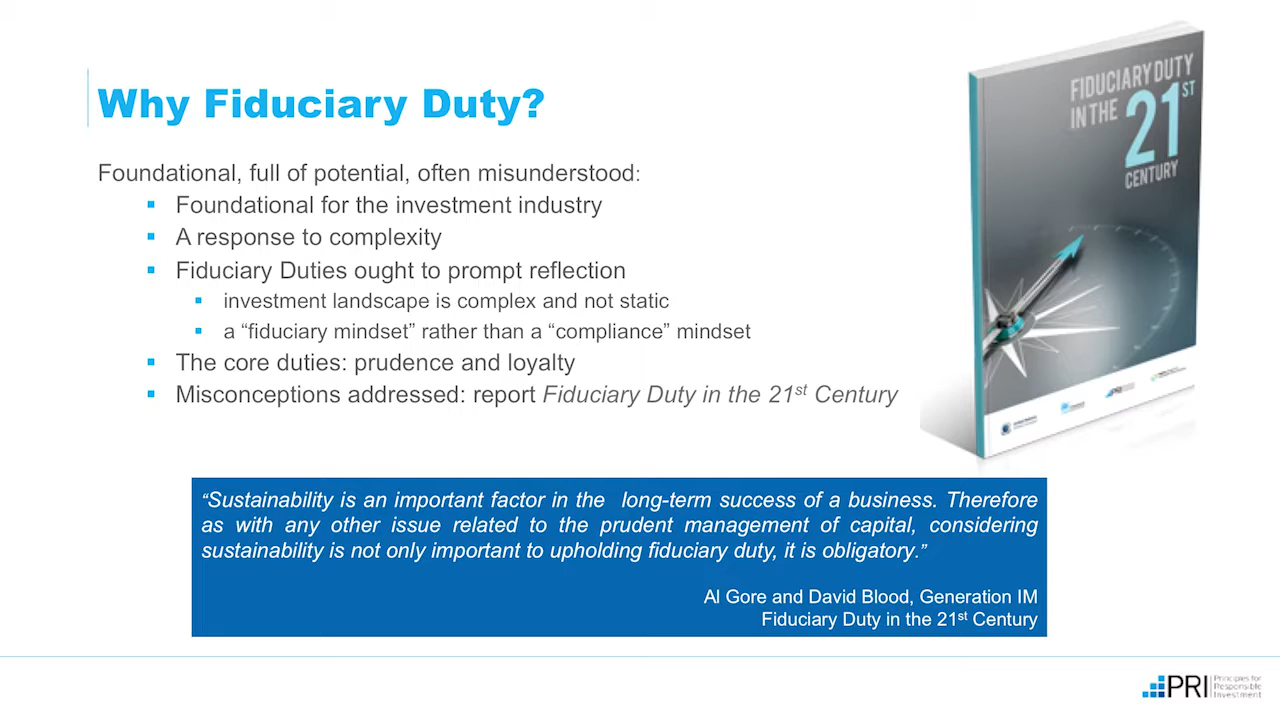 Why Fiduciary Duty?
Foundational, full of potential, often misunderstood:
▪ Foundational for the investment industry
▪ A response to complexity
▪ Fiduciary Duties ought to prompt reflection
▪ investment landscape is complex and not static
▪ a “fiduciary mindset” rather than a “compliance” mindset
▪ The core duties: prudence and loyalty
▪ Misconceptions addressed: report Fiduciary Duty in the 21st Century
FIDUCIARY DUTY
IN THE
21ST
CENTURY
PRI
“Sustainability is an important factor in the long-term success of a business. Therefore
as with any other issue related to the prudent management of capital, considering
sustainability is not only important to upholding fiduciary duty, it is obligatory.”
Al Gore and David Blood, Generation IM
Fiduciary Duty in the 21st Century
PRI
Principles for
Responsible
Investment